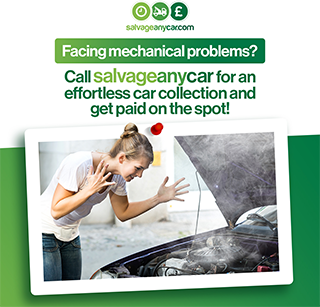 £
salvageanycar.com
Facing mechanical problems?
Call salvageanycar for an
effortless car collection and
get paid on the spot!